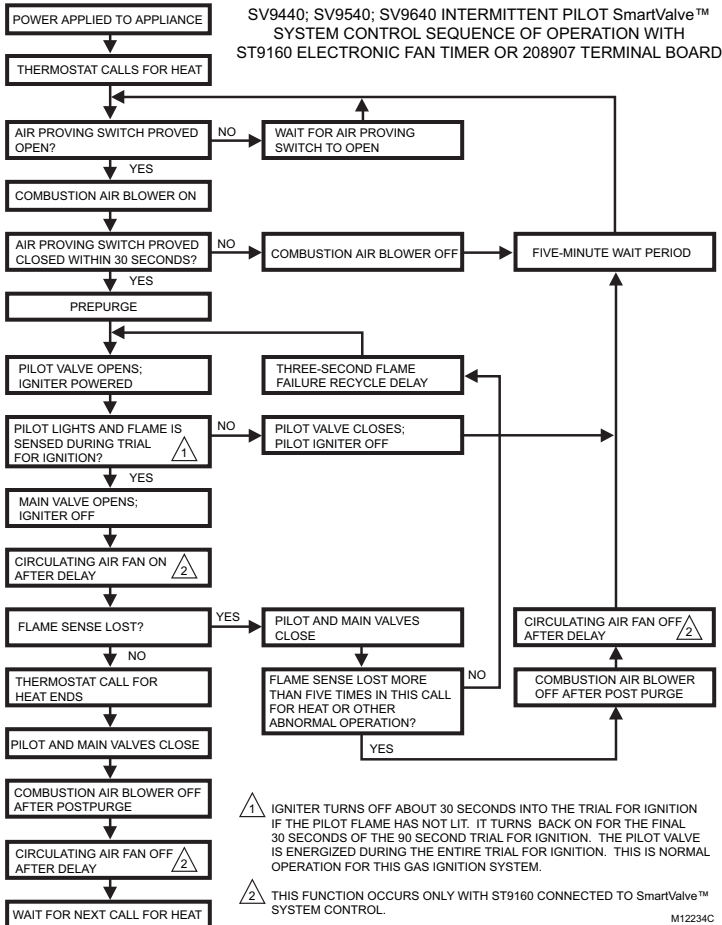 SV9440; SV9540; SV9640 INTERMITTENT PILOT SmartValve™
SYSTEM CONTROL SEQUENCE OF OPERATION WITH
ST9160 ELECTRONIC FAN TIMER OR 208907 TERMINAL BOARD
POWER APPLIED TO APPLIANCE
THERMOSTAT CALLS FOR HEAT
AIR PROVING SWITCH PROVED
OPEN?
NO
WAIT FOR AIR PROVING
SWITCH TO OPEN
YES
COMBUSTION AIR BLOWER ON
AIR PROVING SWITCH PROVED
CLOSED WITHIN 30 SECONDS?
NO
COMBUSTION AIR BLOWER OFF
FIVE-MINUTE WAIT PERIOD
YES
PREPURGE
PILOT VALVE OPENS;
IGNITER POWERED
THREE-SECOND FLAME
FAILURE RECYCLE DELAY
PILOT LIGHTS AND FLAME IS
SENSED DURING TRIAL
FOR IGNITION?
1
NO
PILOT VALVE CLOSES;
PILOT IGNITER OFF
YES
MAIN VALVE OPENS;
IGNITER OFF
CIRCULATING AIR FAN ON
AFTER DELAY
2
FLAME SENSE LOST?
YES
PILOT AND MAIN VALVES
CLOSE
CIRCULATING AIR FAN OFF
AFTER DELAY
2
NO
THERMOSTAT CALL FOR
HEAT ENDS
FLAME SENSE LOST MORE
THAN FIVE TIMES IN THIS CALL
FOR HEAT OR OTHER
ABNORMAL OPERATION?
NO
COMBUSTION AIR BLOWER
OFF AFTER POST PURGE
YES
PILOT AND MAIN VALVES CLOSE
COMBUSTION AIR BLOWER OFF
AFTER POSTPURGE
CIRCULATING AIR FAN OFF
AFTER DELAY
2
WAIT FOR NEXT CALL FOR HEAT
1 IGNITER TURNS OFF ABOUT 30 SECONDS INTO THE TRIAL FOR IGNITION
IF THE PILOT FLAME HAS NOT LIT. IT TURNS BACK ON FOR THE FINAL
30 SECONDS OF THE 90 SECOND TRIAL FOR IGNITION. THE PILOT VALVE
IS ENERGIZED DURING THE ENTIRE TRIAL FOR IGNITION. THIS IS NORMAL
OPERATION FOR THIS GAS IGNITION SYSTEM.
2 THIS FUNCTION OCCURS ONLY WITH ST9160 CONNECTED TO SmartValve™
SYSTEM CONTROL.
M12234C